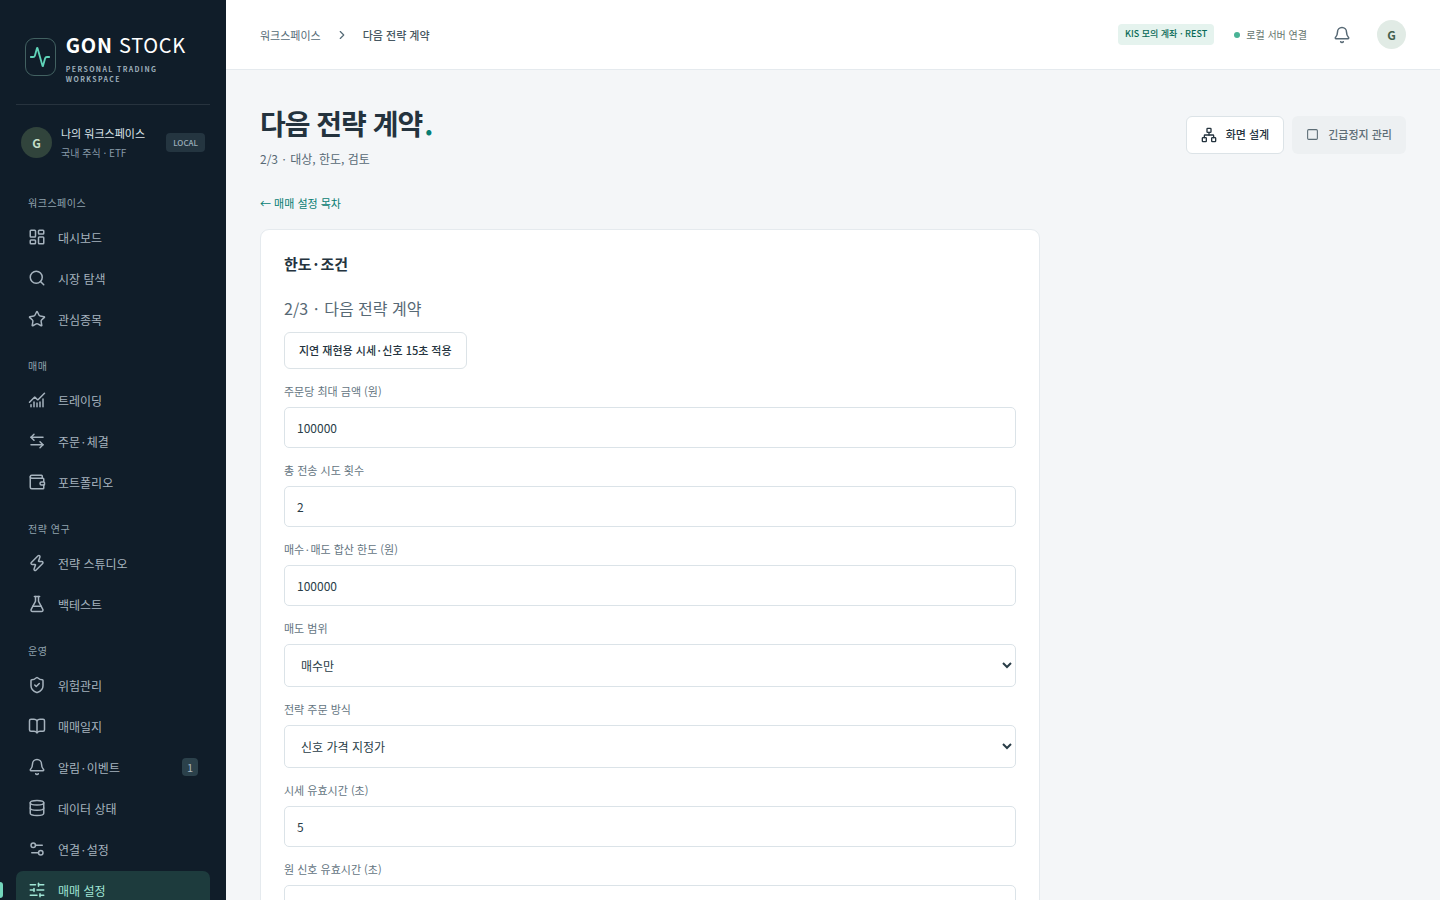 GON STOCK
PERSONAL TRADING
WORKSPACE
G
나의 워크스페이스
국내 주식 · ETF
LOCAL
워크스페이스
대시보드
시장 탐색
관심종목
매매
트레이딩
주문·체결
포트폴리오
전략 연구
전략 스튜디오
백테스트
운영
위험관리
매매일지
알림·이벤트
1
데이터 상태
연결·설정
매매 설정
워크스페이스
다음 전략 계약
KIS 모의 계좌 · REST
로컬 서버 연결
G
다음 전략 계약.
2/3 · 대상, 한도, 검토
화면 설계
긴급정지 관리
← 매매 설정 목차
한도·조건
2/3 · 다음 전략 계약
지연 재현용 시세·신호 15초 적용
주문당 최대 금액 (원)
100000
총 전송 시도 횟수
2
매수·매도 합산 한도 (원)
100000
매도 범위
매수만
전략 주문 방식
신호 가격 지정가
시세 유효시간 (초)
5
원 신호 유효시간 (초)